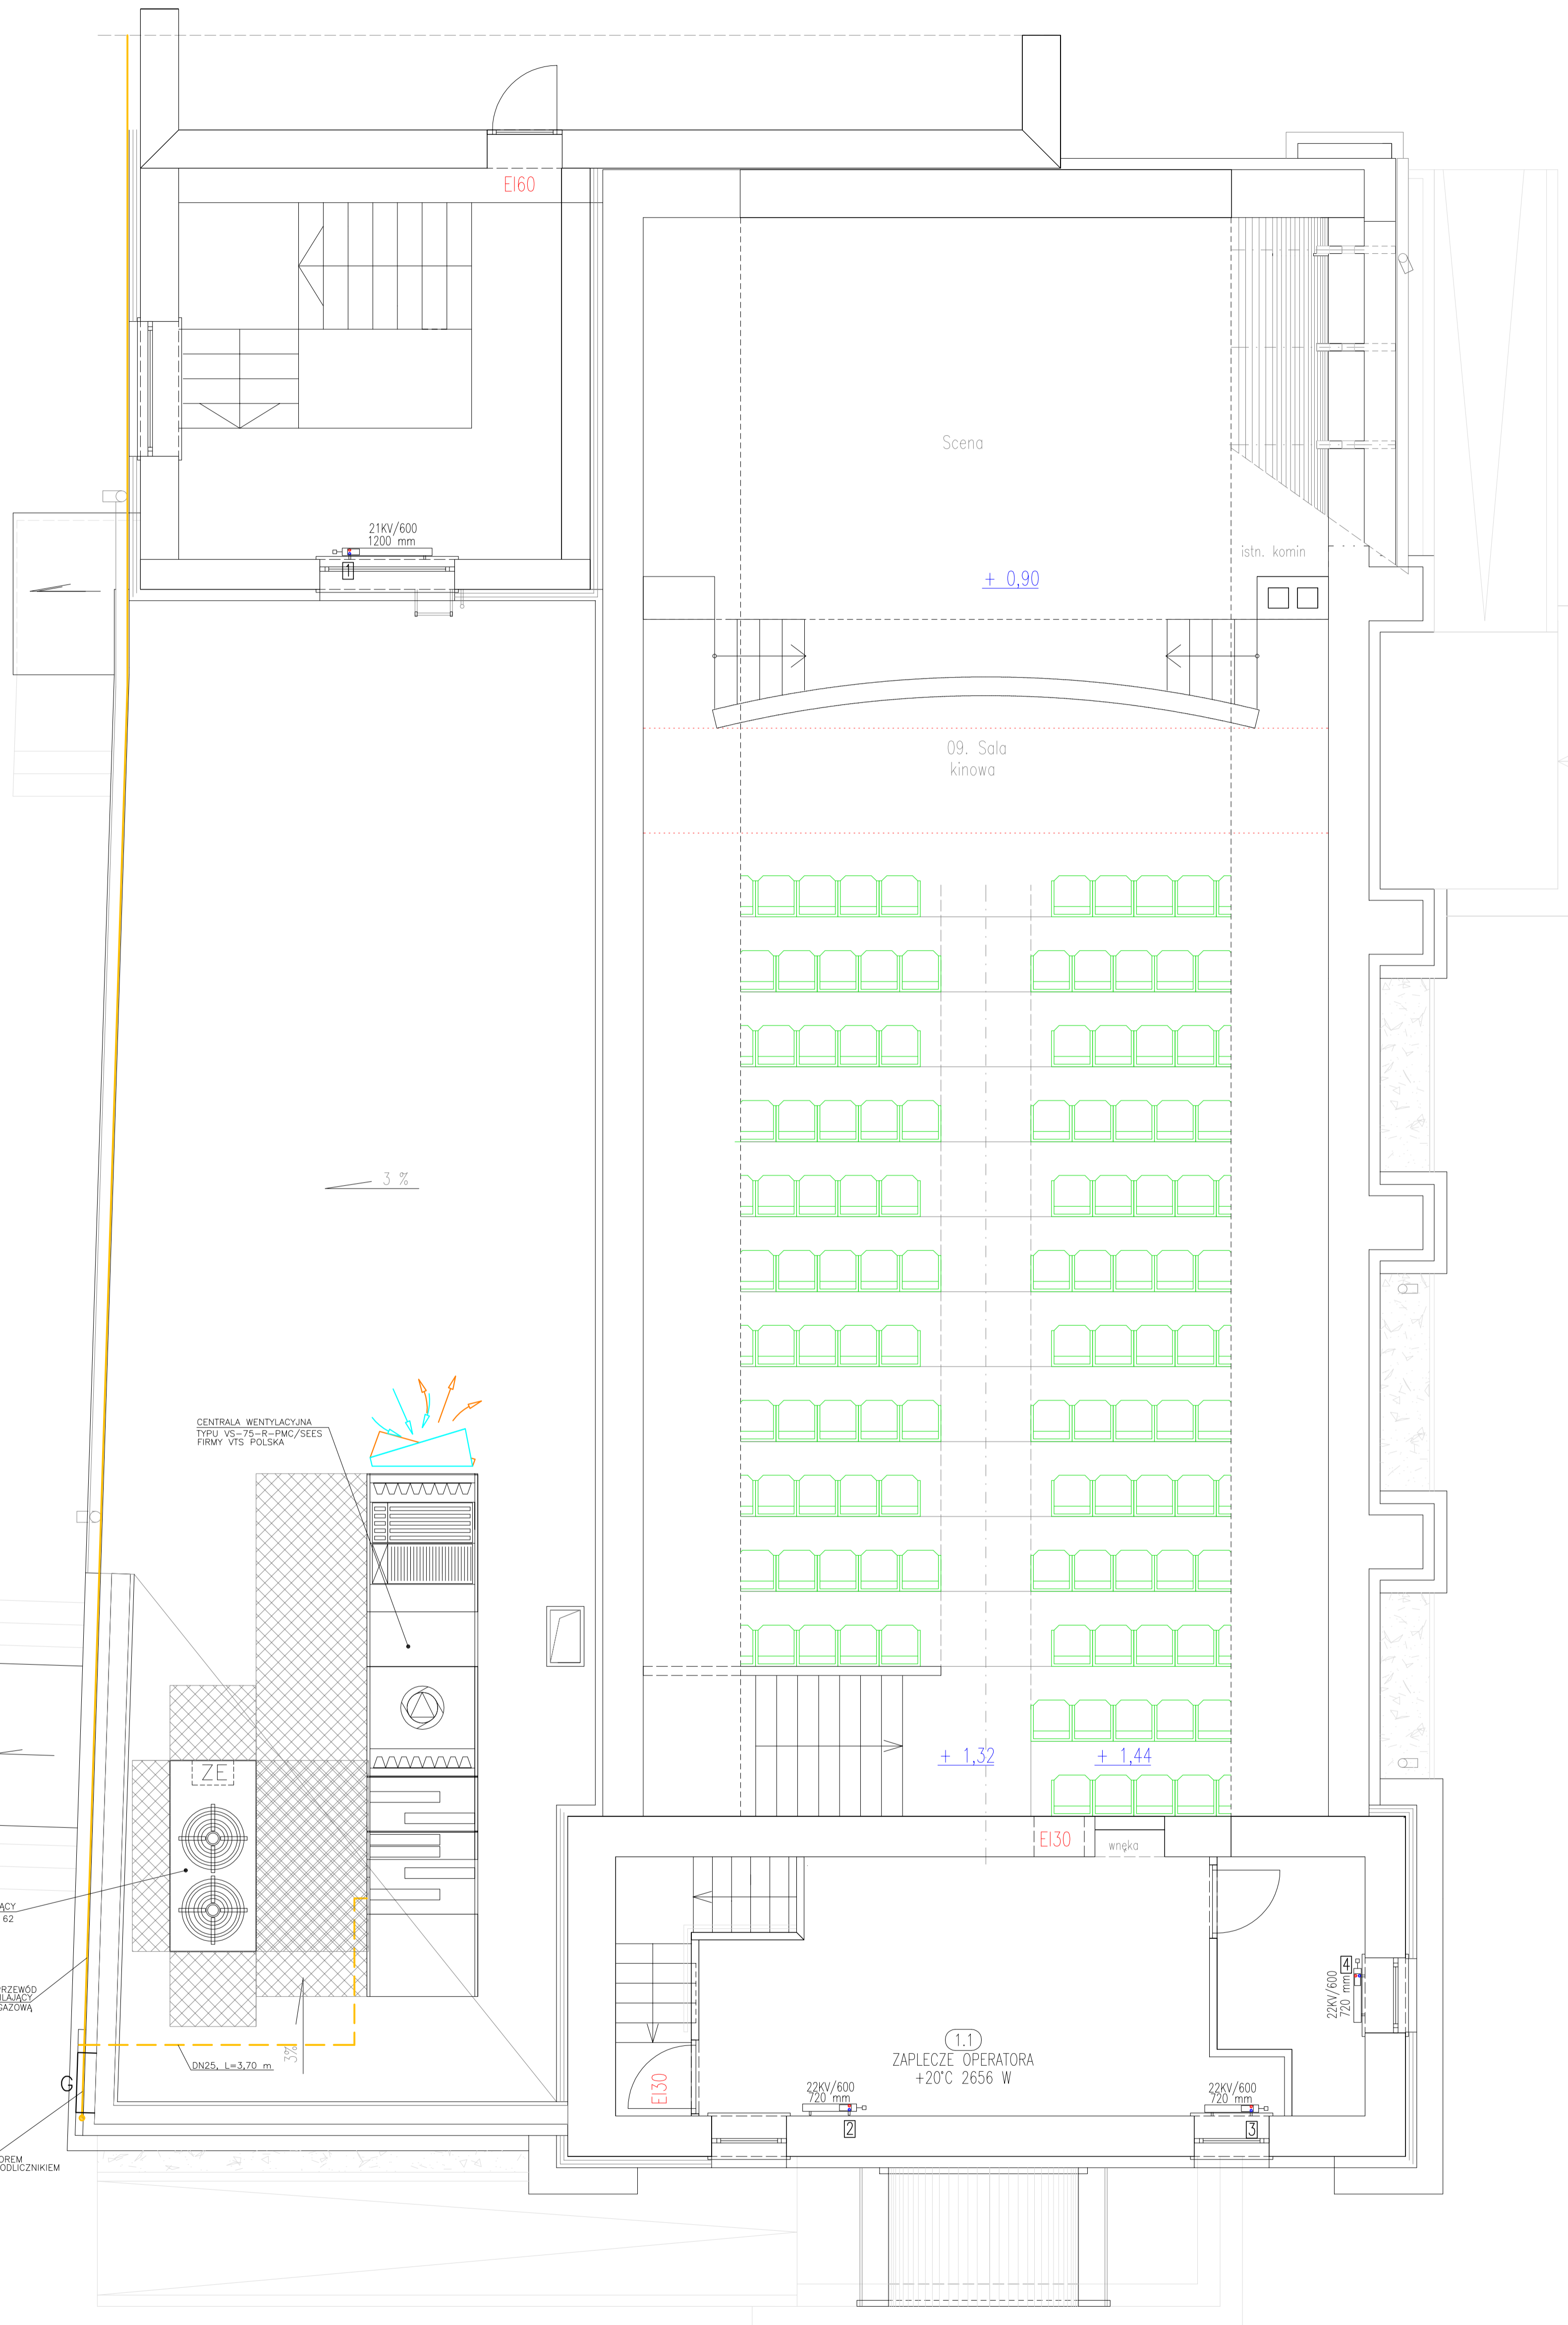 EI60
21KV/600
1200 mm
1
Scena
istn. komin
+ 0,90
09. Sala
kinowa
3 %
CENTRALA WENTYLACYJNA
TYPU VS-75-R-PMC/SEES
FIRMY VTS POLSKA
ZE
+ 1,32
+ 1,44
EI30
wnęka
ĄCY
62
PRZEWÓD
ILAJĄCY
GAZOWĄ
4
22KV/600
720 mm
1.1
ZAPLECZE OPERATORA
+20°C 2656 W
3%
DN25, L=3,70 m
G
EI30
22KV/600
720 mm
2
22KV/600
720 mm
3
OREM
ODLICZNIKIEM